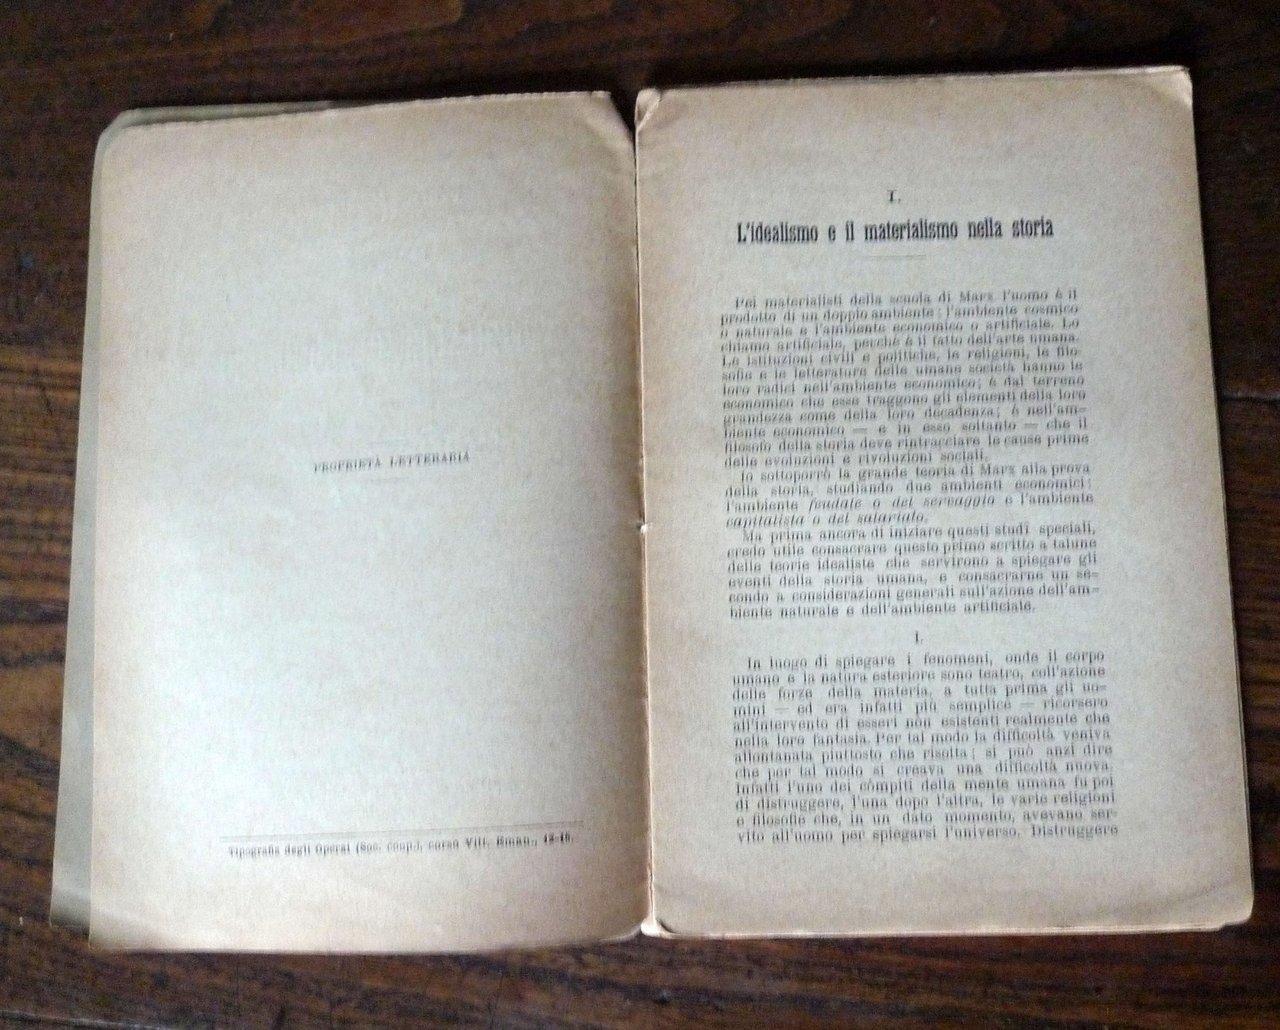 PROPRIETÀ LETTERARIA
Tipografia degli Operai (Soc. coop.), corso Vitt. Eman., 12-16.
I.
L'idealismo e il materialismo nella storia
Pei materialisti della scuola di Marx l'uomo è il
prodotto di un doppio ambiente: l'ambiente cosmico
o naturale e l'ambiente economico o artificiale. Lo
chiamo artificiale, perchè è il fatto dell'arte umana.
Le istituzioni civili e politiche, le religioni, le filo-
sofie e le letterature delle umane società hanno le
loro radici nell'ambiente economico; è dal terreno
economico che esse traggono gli elementi della loro
grandezza come della loro decadenza; è nell'am-
biente economico — e in esso soltanto — che il
filosofo della storia deve rintracciare le cause prime
delle evoluzioni e rivoluzioni sociali.
Io sottoporrò la grande teoria di Marx alla prova
della storia, studiando due ambienti economici:
l'ambiente feudale o del servaggio e l'ambiente
capitalista o del salariato.
Ma prima ancora di iniziare questi studî speciali,
credo utile consacrare questo primo scritto a talune
delle teorie idealiste che servirono a spiegare gli
eventi della storia umana, e consacrarne un se-
condo a considerazioni generali sull'azione dell'am-
biente naturale e dell'ambiente artificiale.
I.
In luogo di spiegare i fenomeni, onde il corpo
umano e la natura esteriore sono teatro, coll'azione
delle forze della materia, a tutta prima gli uo-
mini — ed era infatti più semplice — ricorsero
all'intervento di esseri non esistenti realmente che
nella loro fantasia. Per tal modo la difficoltà veniva
allontanata piuttosto che risolta; si può anzi dire
che per tal modo si creava una difficoltà nuova.
Infatti l'uno dei còmpiti della mente umana fu poi
di distruggere, l'una dopo l'altra, le varie religioni
e filosofie che, in un dato momento, avevano ser-
vito all'uomo per spiegarsi l'universo. Distruggere